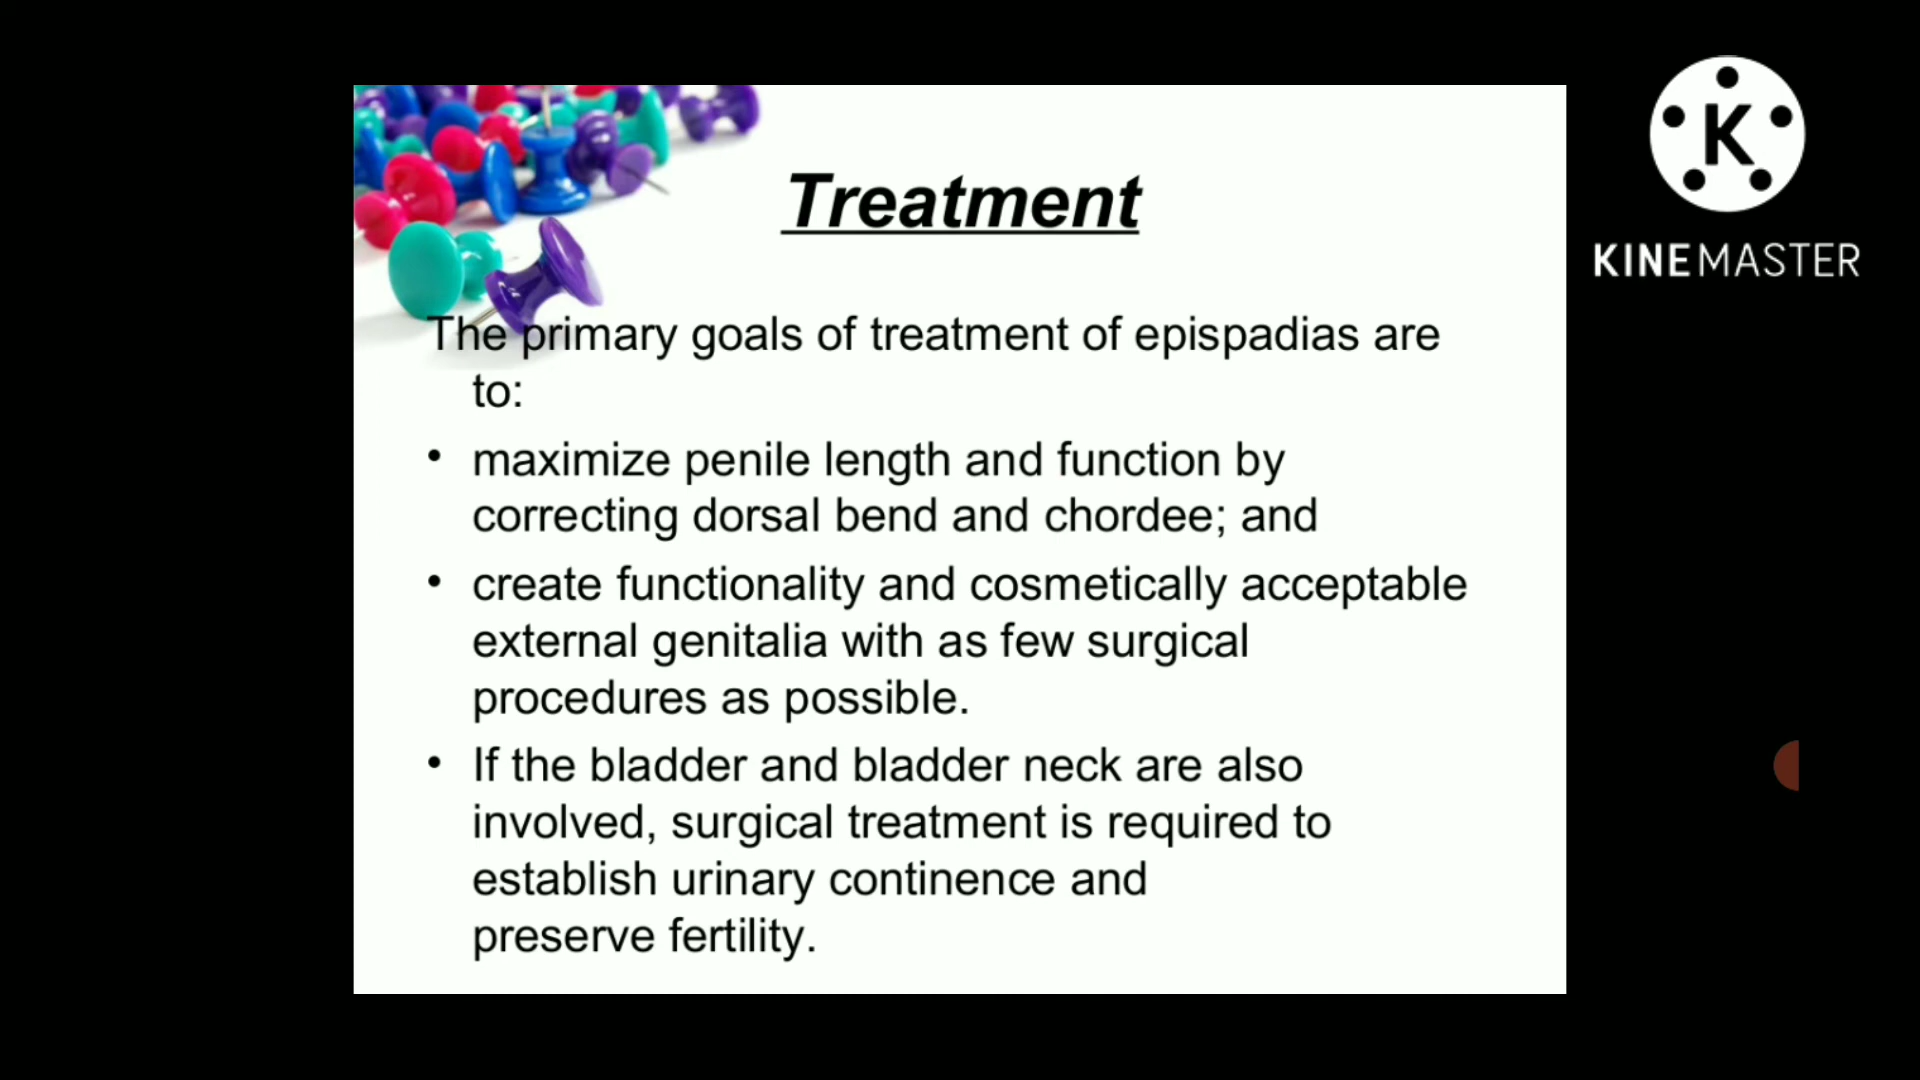 Treatment
The primary goals of treatment of epispadias are
to:
• maximize penile length and function by
correcting dorsal bend and chordee; and
• create functionality and cosmetically acceptable
external genitalia with as few surgical
procedures as possible.
• If the bladder and bladder neck are also
involved, surgical treatment is required to
establish urinary continence and
preserve fertility.
K
KINEMASTER